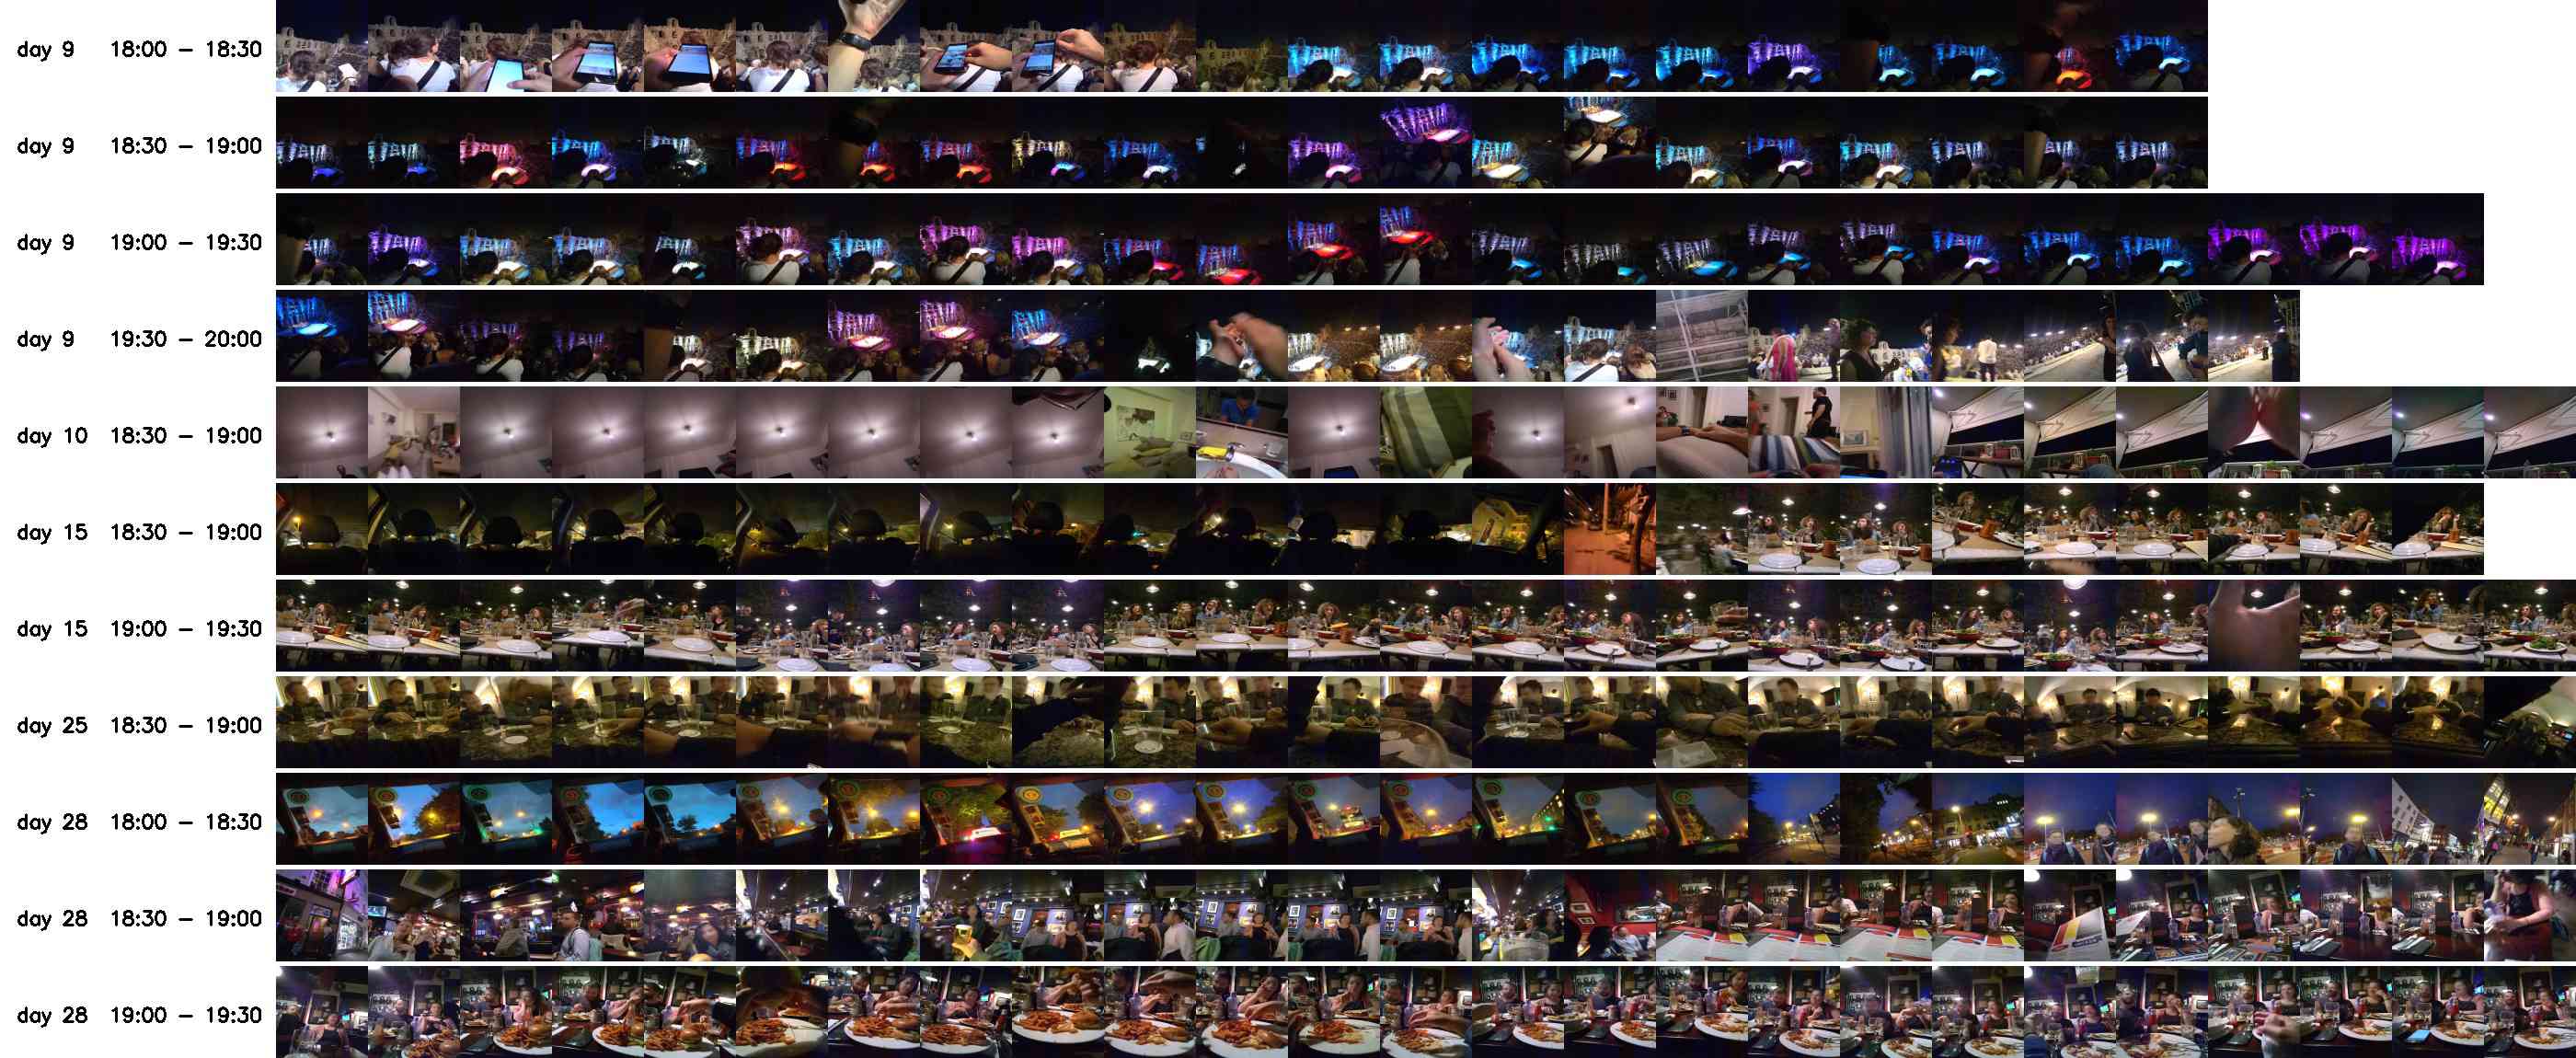 day 9 18:00 - 18:30
day 9 18:30 - 19:00
day 9 19:00 - 19:30
day 9 19:30 - 20:00
day 10 18:30 - 19:00
day 15 18:30 - 19:00
day 15 19:00 - 19:30
day 25 18:30 - 19:00
day 28 18:00 - 18:30
day 28 18:30 - 19:00
day 28 19:00 - 19:30